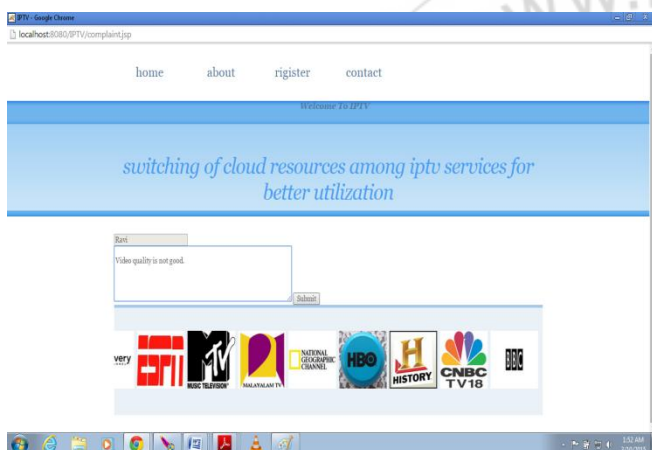 IPTV - Google Chrome
localhost:8080/IPTV/complaint.jsp
home about rigister contact
Welcome To IPTV
switching of cloud resources among iptv services for
better utilization
Ravi
Video quality is not good.
Submit
very
ESPN
MTV
MUSIC TELEVISION
MALAYALAM TV
NATIONAL
GEOGRAPHIC
CHANNEL
HBO
H
HISTORY
CNBC
TV18
BBC
1:52 AM